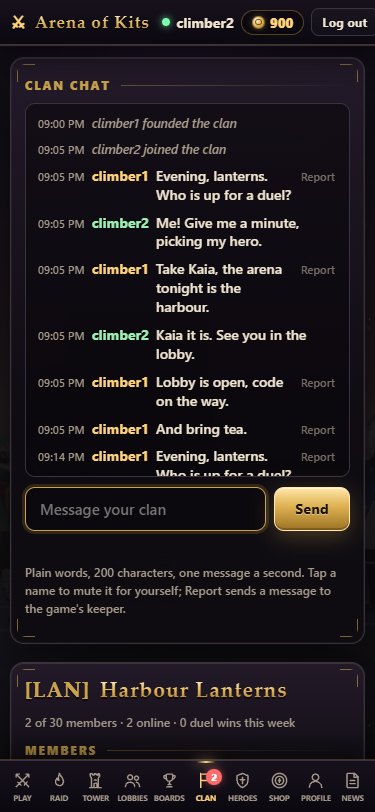 Arena of Kits
climber2
900
Log out
CLAN CHAT
09:00 PM climber1 founded the clan
09:05 PM climber2 joined the clan
09:05 PM climber1 Evening, lanterns. Report
Who is up for a duel?
09:05 PM climber2 Me! Give me a minute,
picking my hero.
09:05 PM climber1 Take Kaia, the arena Report
tonight is the
harbour.
09:05 PM climber2 Kaia it is. See you in the
lobby.
09:05 PM climber1 Lobby is open, code Report
on the way.
09:05 PM climber1 And bring tea. Report
09:14 PM climber1 Evening, lanterns. Report
Who is up for a duel?
Message your clan
Send
Plain words, 200 characters, one message a second. Tap a
name to mute it for yourself; Report sends a message to
the game's keeper.
[LAN] Harbour Lanterns
2 of 30 members · 2 online · 0 duel wins this week
MEMBERS
2
PLAY RAID TOWER LOBBIES BOARDS CLAN HEROES SHOP PROFILE NEWS